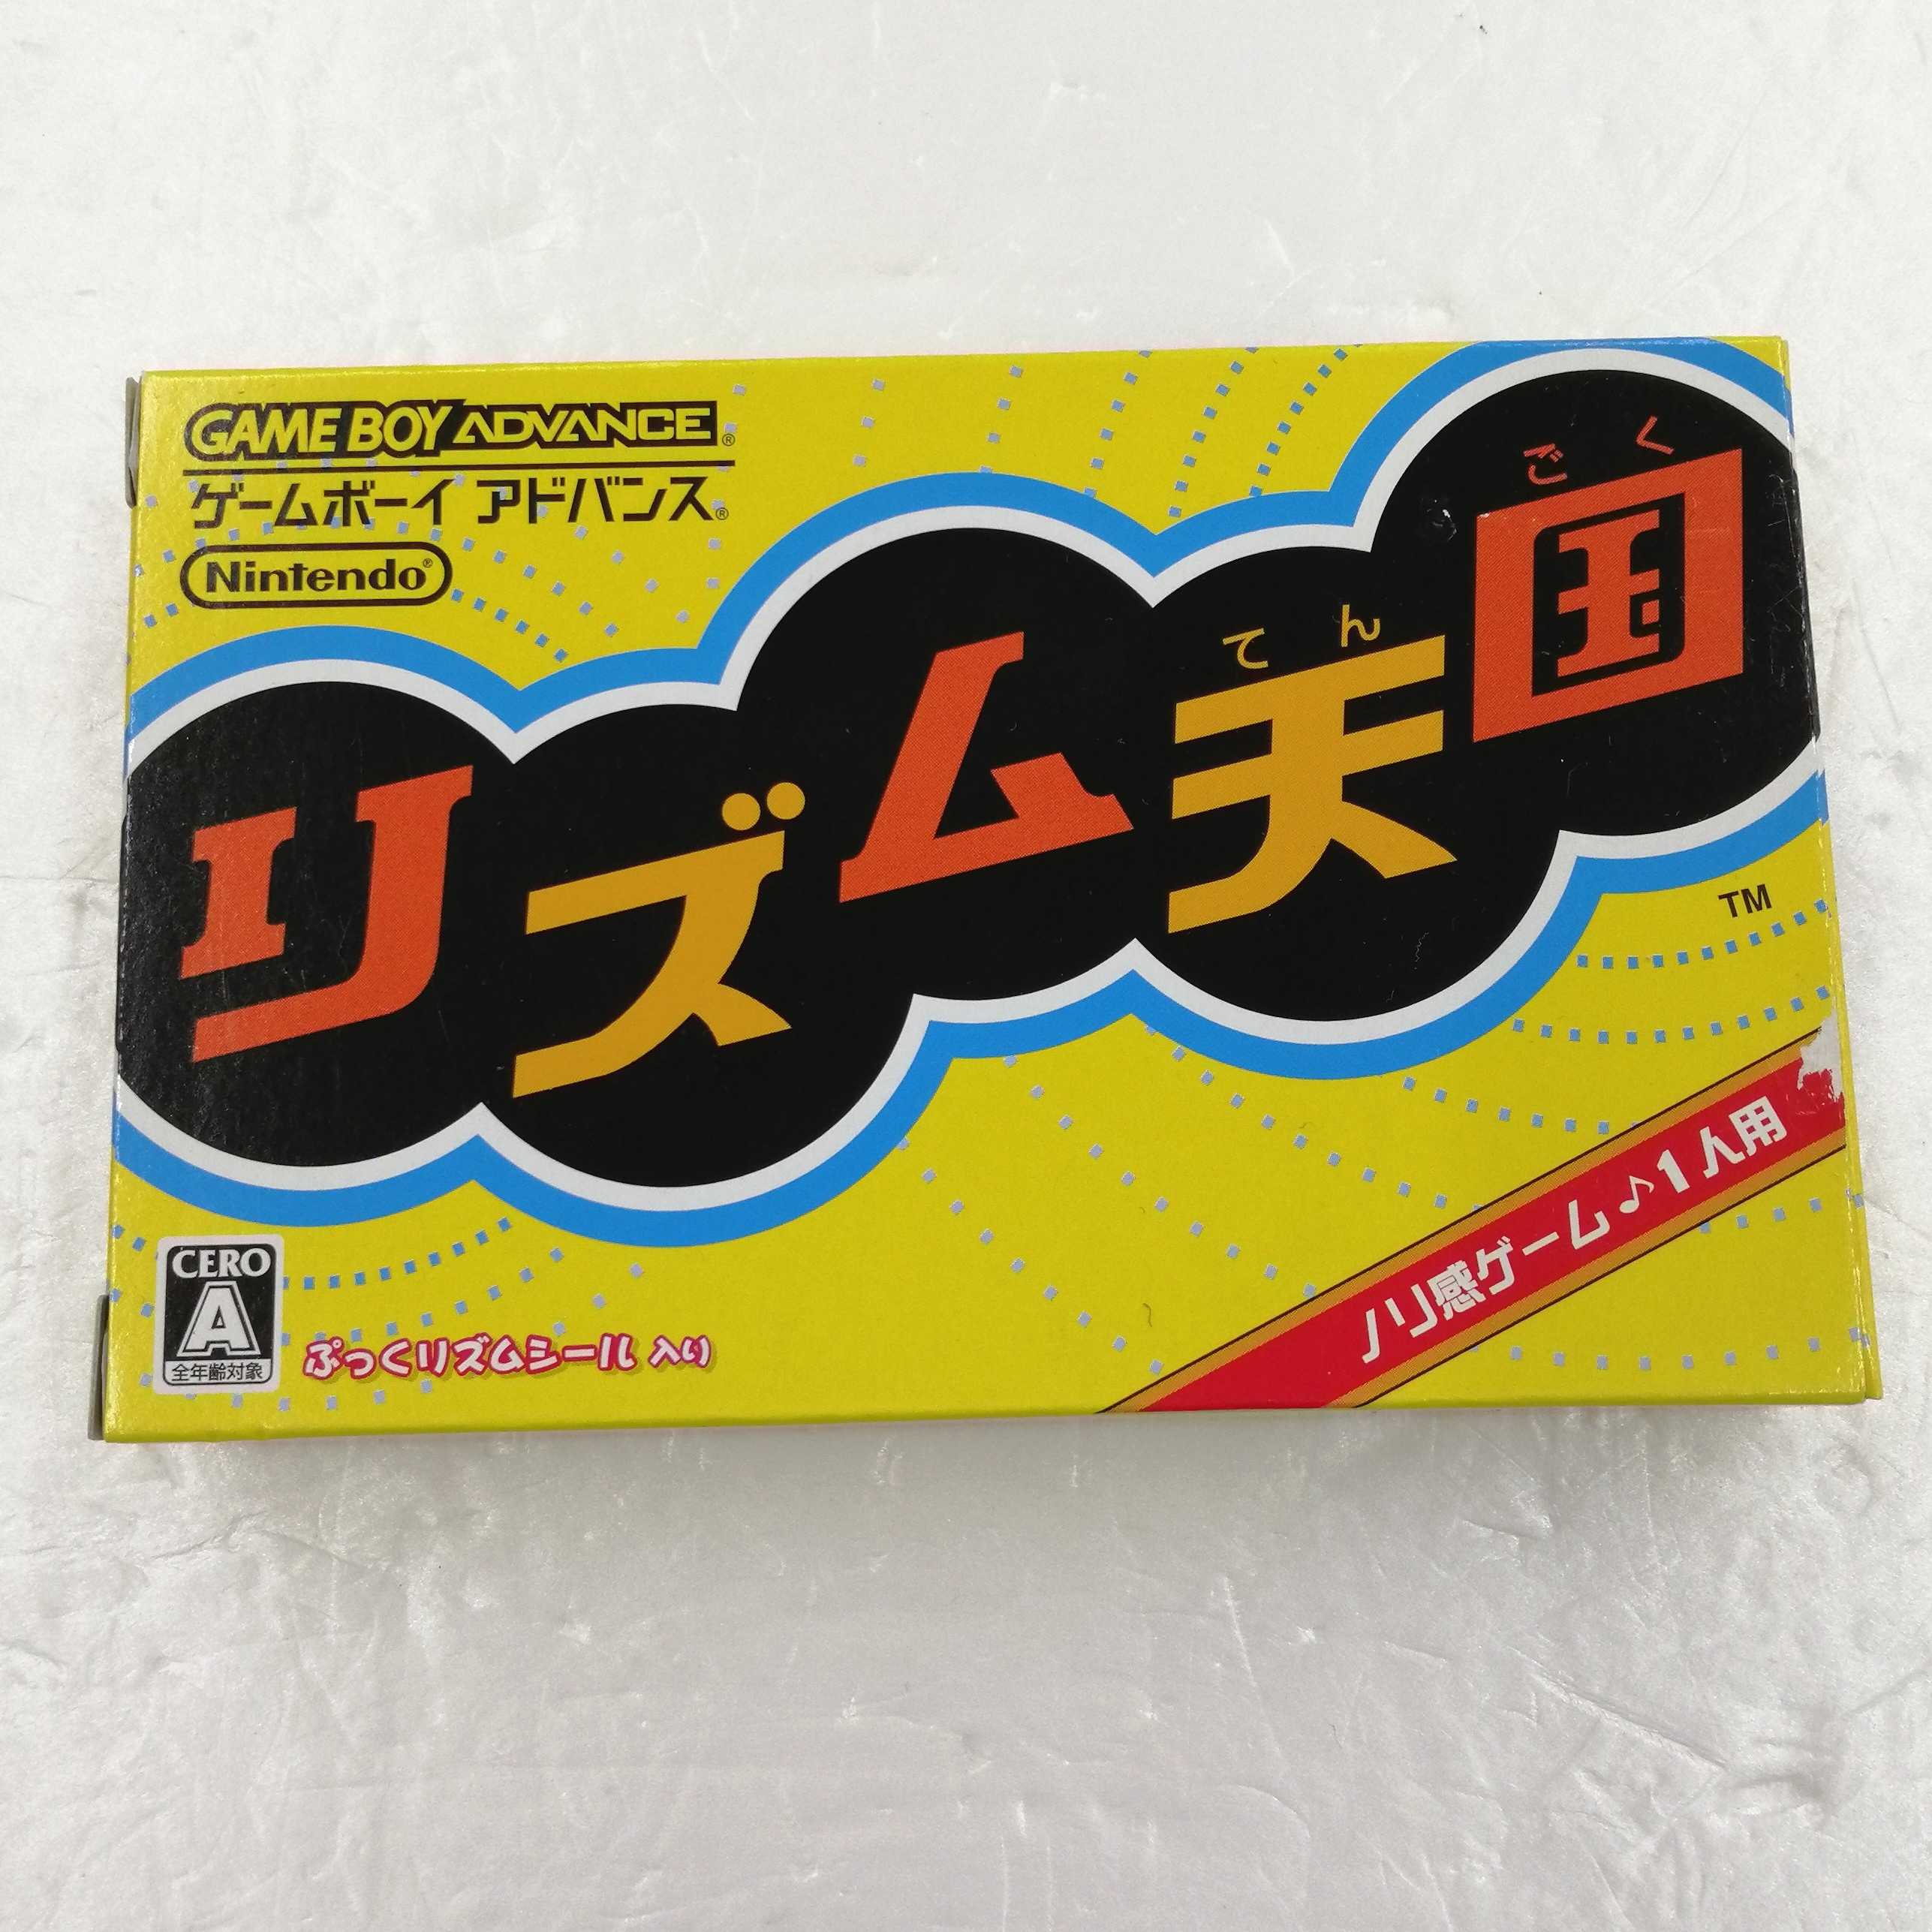 GAME BOY ADVANCE®
ゲームボーイ アドバンス®
Nintendo®
ごく
てん
リズム天国
TM
ノリ感ゲーム♪1人用
CERO
A
全年齢対象
ぷっくリズムシール 入り